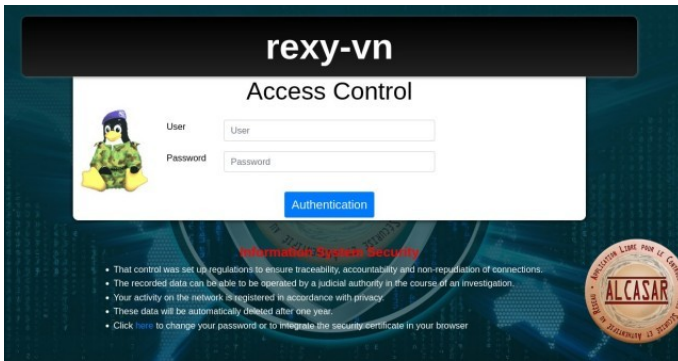 rexy-vn
Access Control
User
User
Password
Password
Authentication
Information System Security
That control was set up regulations to ensure traceability, accountability and non-repudiation of connections.
The recorded data can be able to be operated by a judicial authority in the course of an investigation.
Your activity on the network is registered in accordance with privacy.
These data will be automatically deleted after one year.
Click here to change your password or to integrate the security certificate in your browser
APPLICATION LIBRE POUR LE
ALCASAR